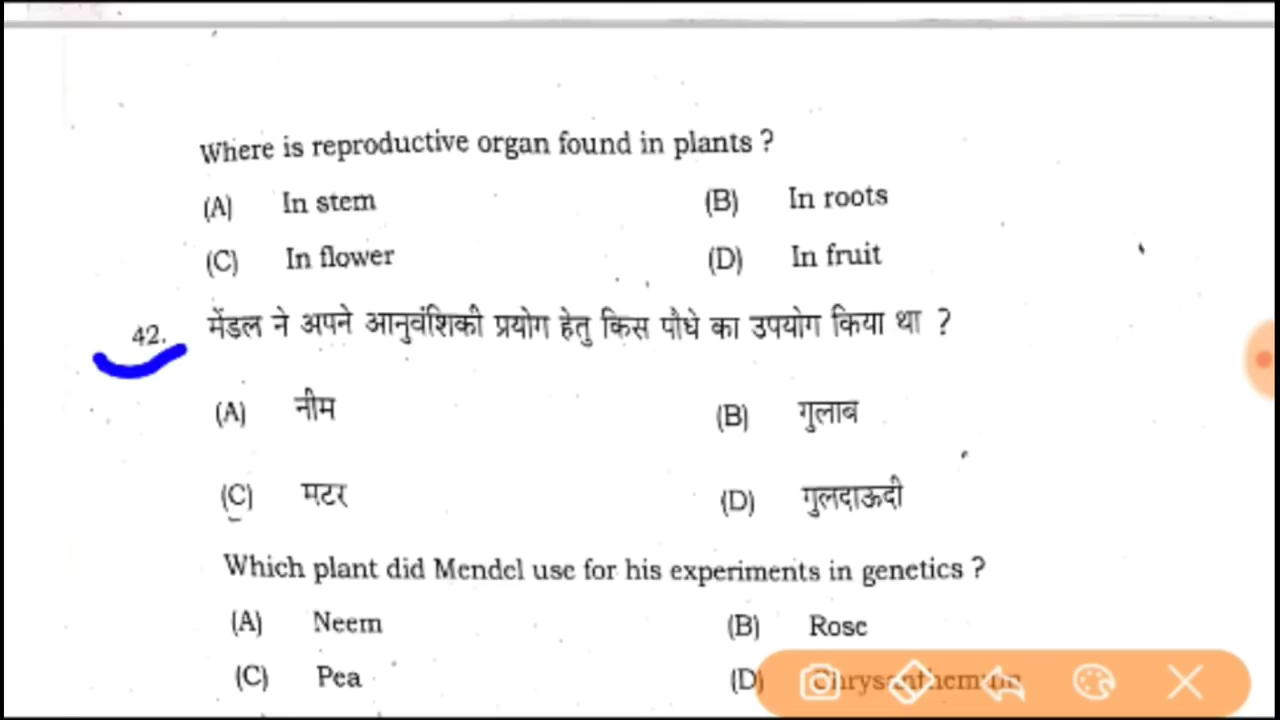 Where is reproductive organ found in plants ?
(A) In stem (B) In roots
(C) In flower (D) In fruit
42. मेंडल ने अपने आनुवंशिकी प्रयोग हेतु किस पौधे का उपयोग किया था ?
(A) नीम (B) गुलाब
(C) मटर (D) गुलदाऊदी
Which plant did Mendel use for his experiments in genetics ?
(A) Neem (B) Rose
(C) Pea (D) Chrysanthemum